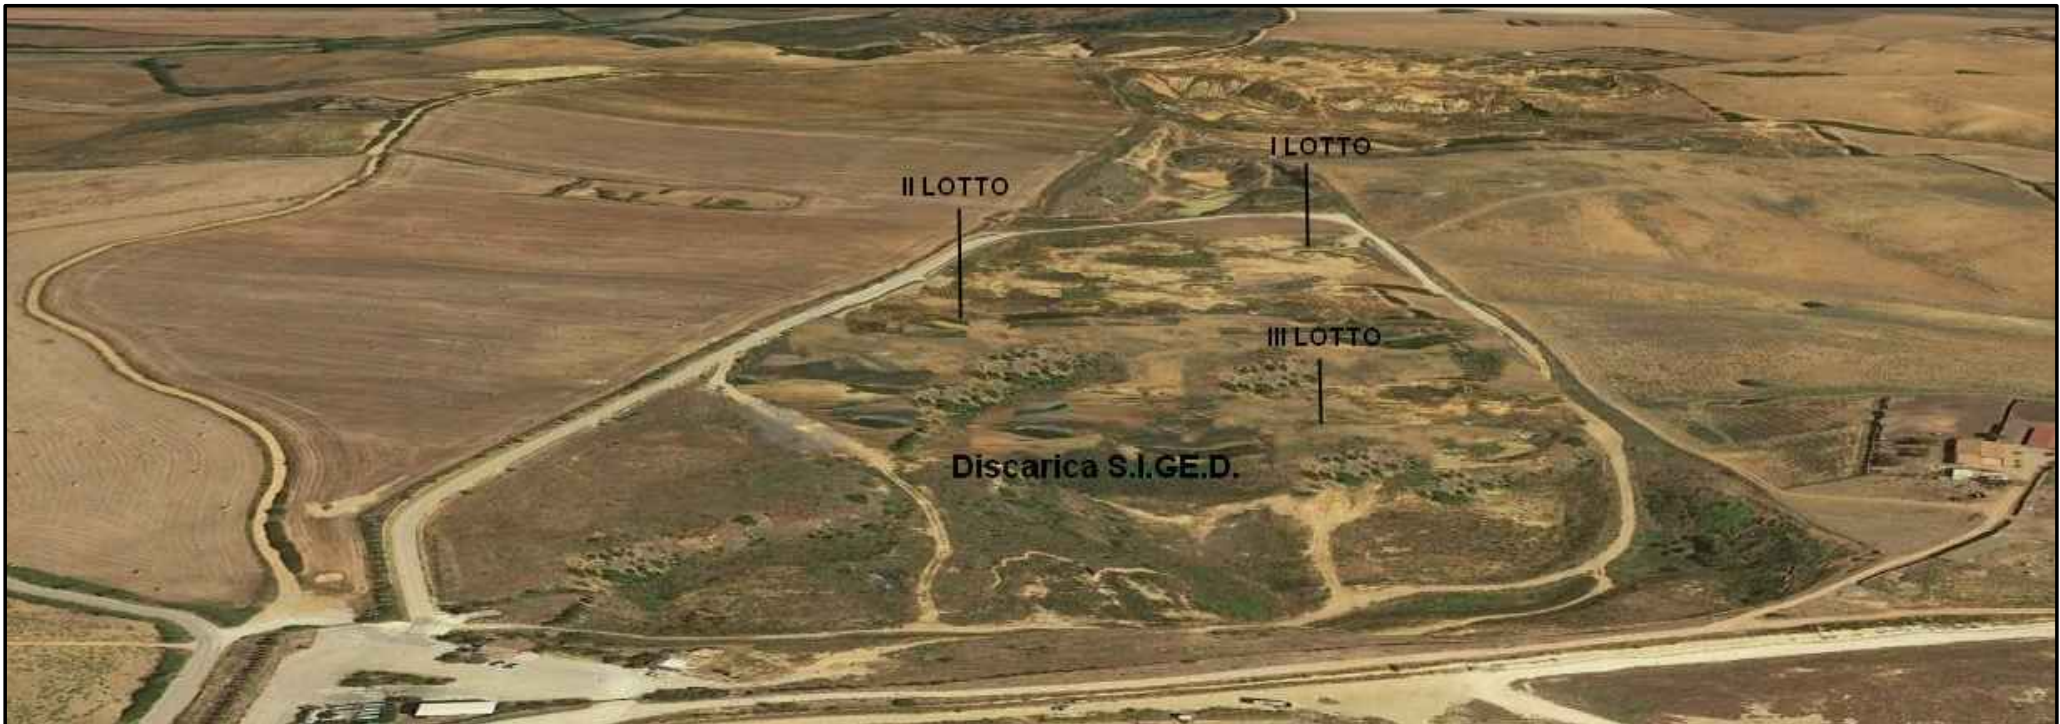 I LOTTO
II LOTTO
III LOTTO
Discarica S.I.GE.D.